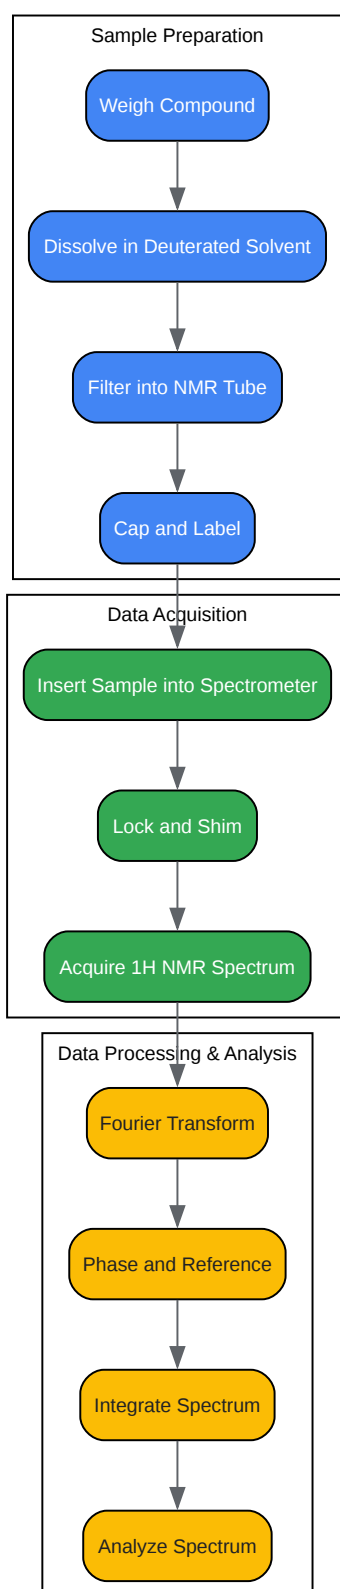 Sample Preparation
Weigh Compound
Dissolve in Deuterated Solvent
Filter into NMR Tube
Cap and Label
Data Acquisition
Insert Sample into Spectrometer
Lock and Shim
Acquire 1H NMR Spectrum
Data Processing & Analysis
Fourier Transform
Phase and Reference
Integrate Spectrum
Analyze Spectrum